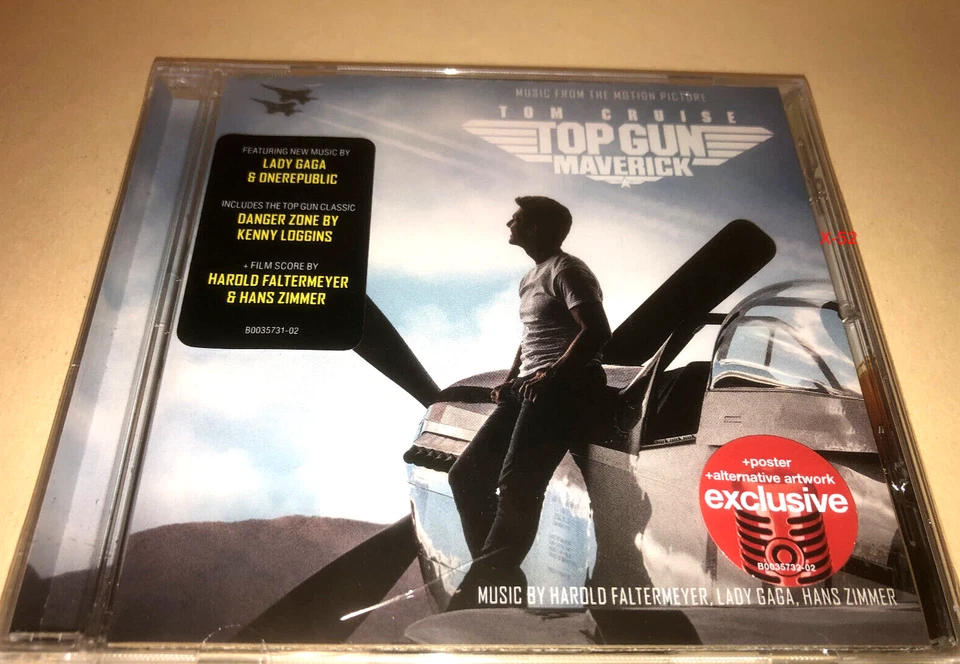 MUSIC FROM THE MOTION PICTURE
TOM CRUISE
TOP GUN
MAVERICK
FEATURING NEW MUSIC BY
LADY GAGA
& ONEREPUBLIC
INCLUDES THE TOP GUN CLASSIC
DANGER ZONE BY
KENNY LOGGINS
+ FILM SCORE BY
HAROLD FALTERMEYER
& HANS ZIMMER
B0035731-02
X-52
+poster
+alternative artwork
exclusive
B0035732-02
MUSIC BY HAROLD FALTERMEYER, LADY GAGA, HANS ZIMMER